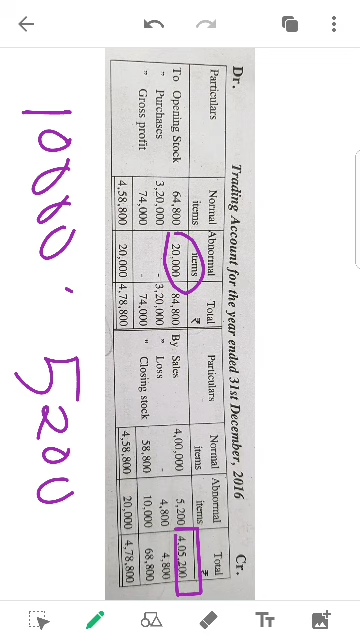 Dr. Trading Account for the year ended 31st December, 2016 Cr.
Particulars Normal items Abnormal items Total ₹ Particulars Normal items Abnormal items Total ₹
To Opening Stock 64,800 20,000 84,800 By Sales 4,00,000 5,200 4,05,200
" Purchases 3,20,000 - 3,20,000 " Loss - 4,800 4,800
" Gross profit 74,000 - 74,000 " Closing stock 58,800 10,000 68,800
4,58,800 20,000 4,78,800 4,58,800 20,000 4,78,800
10000. 5200
TT